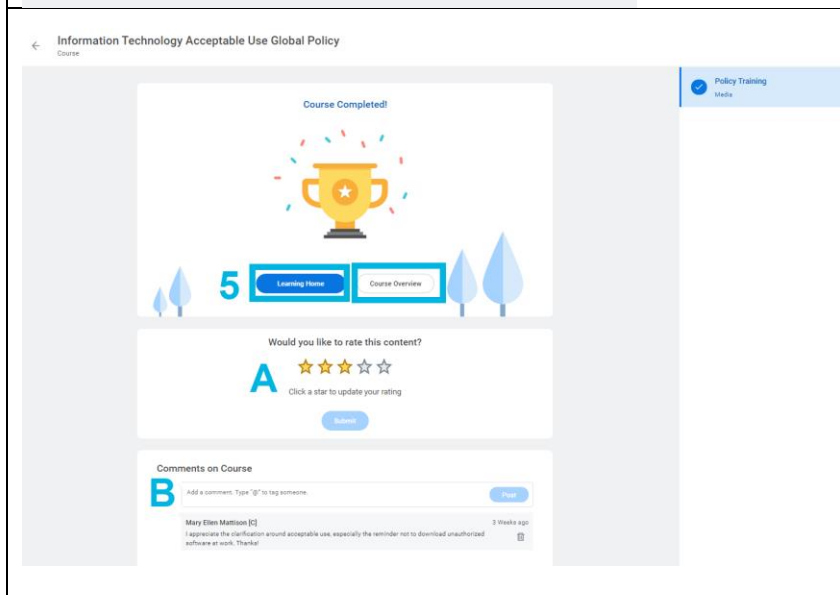 Information Technology Acceptable Use Global Policy
Course
Policy Training
Media
Course Completed!
5
Learning Home
Course Overview
Would you like to rate this content?
A
Click a star to update your rating
Submit
Comments on Course
B
Add a comment. Type "@" to tag someone.
Post
Mary Ellen Mattison [C]
3 Weeks ago
I appreciate the clarification around acceptable use, especially the reminder not to download unauthorized
software at work. Thanks!